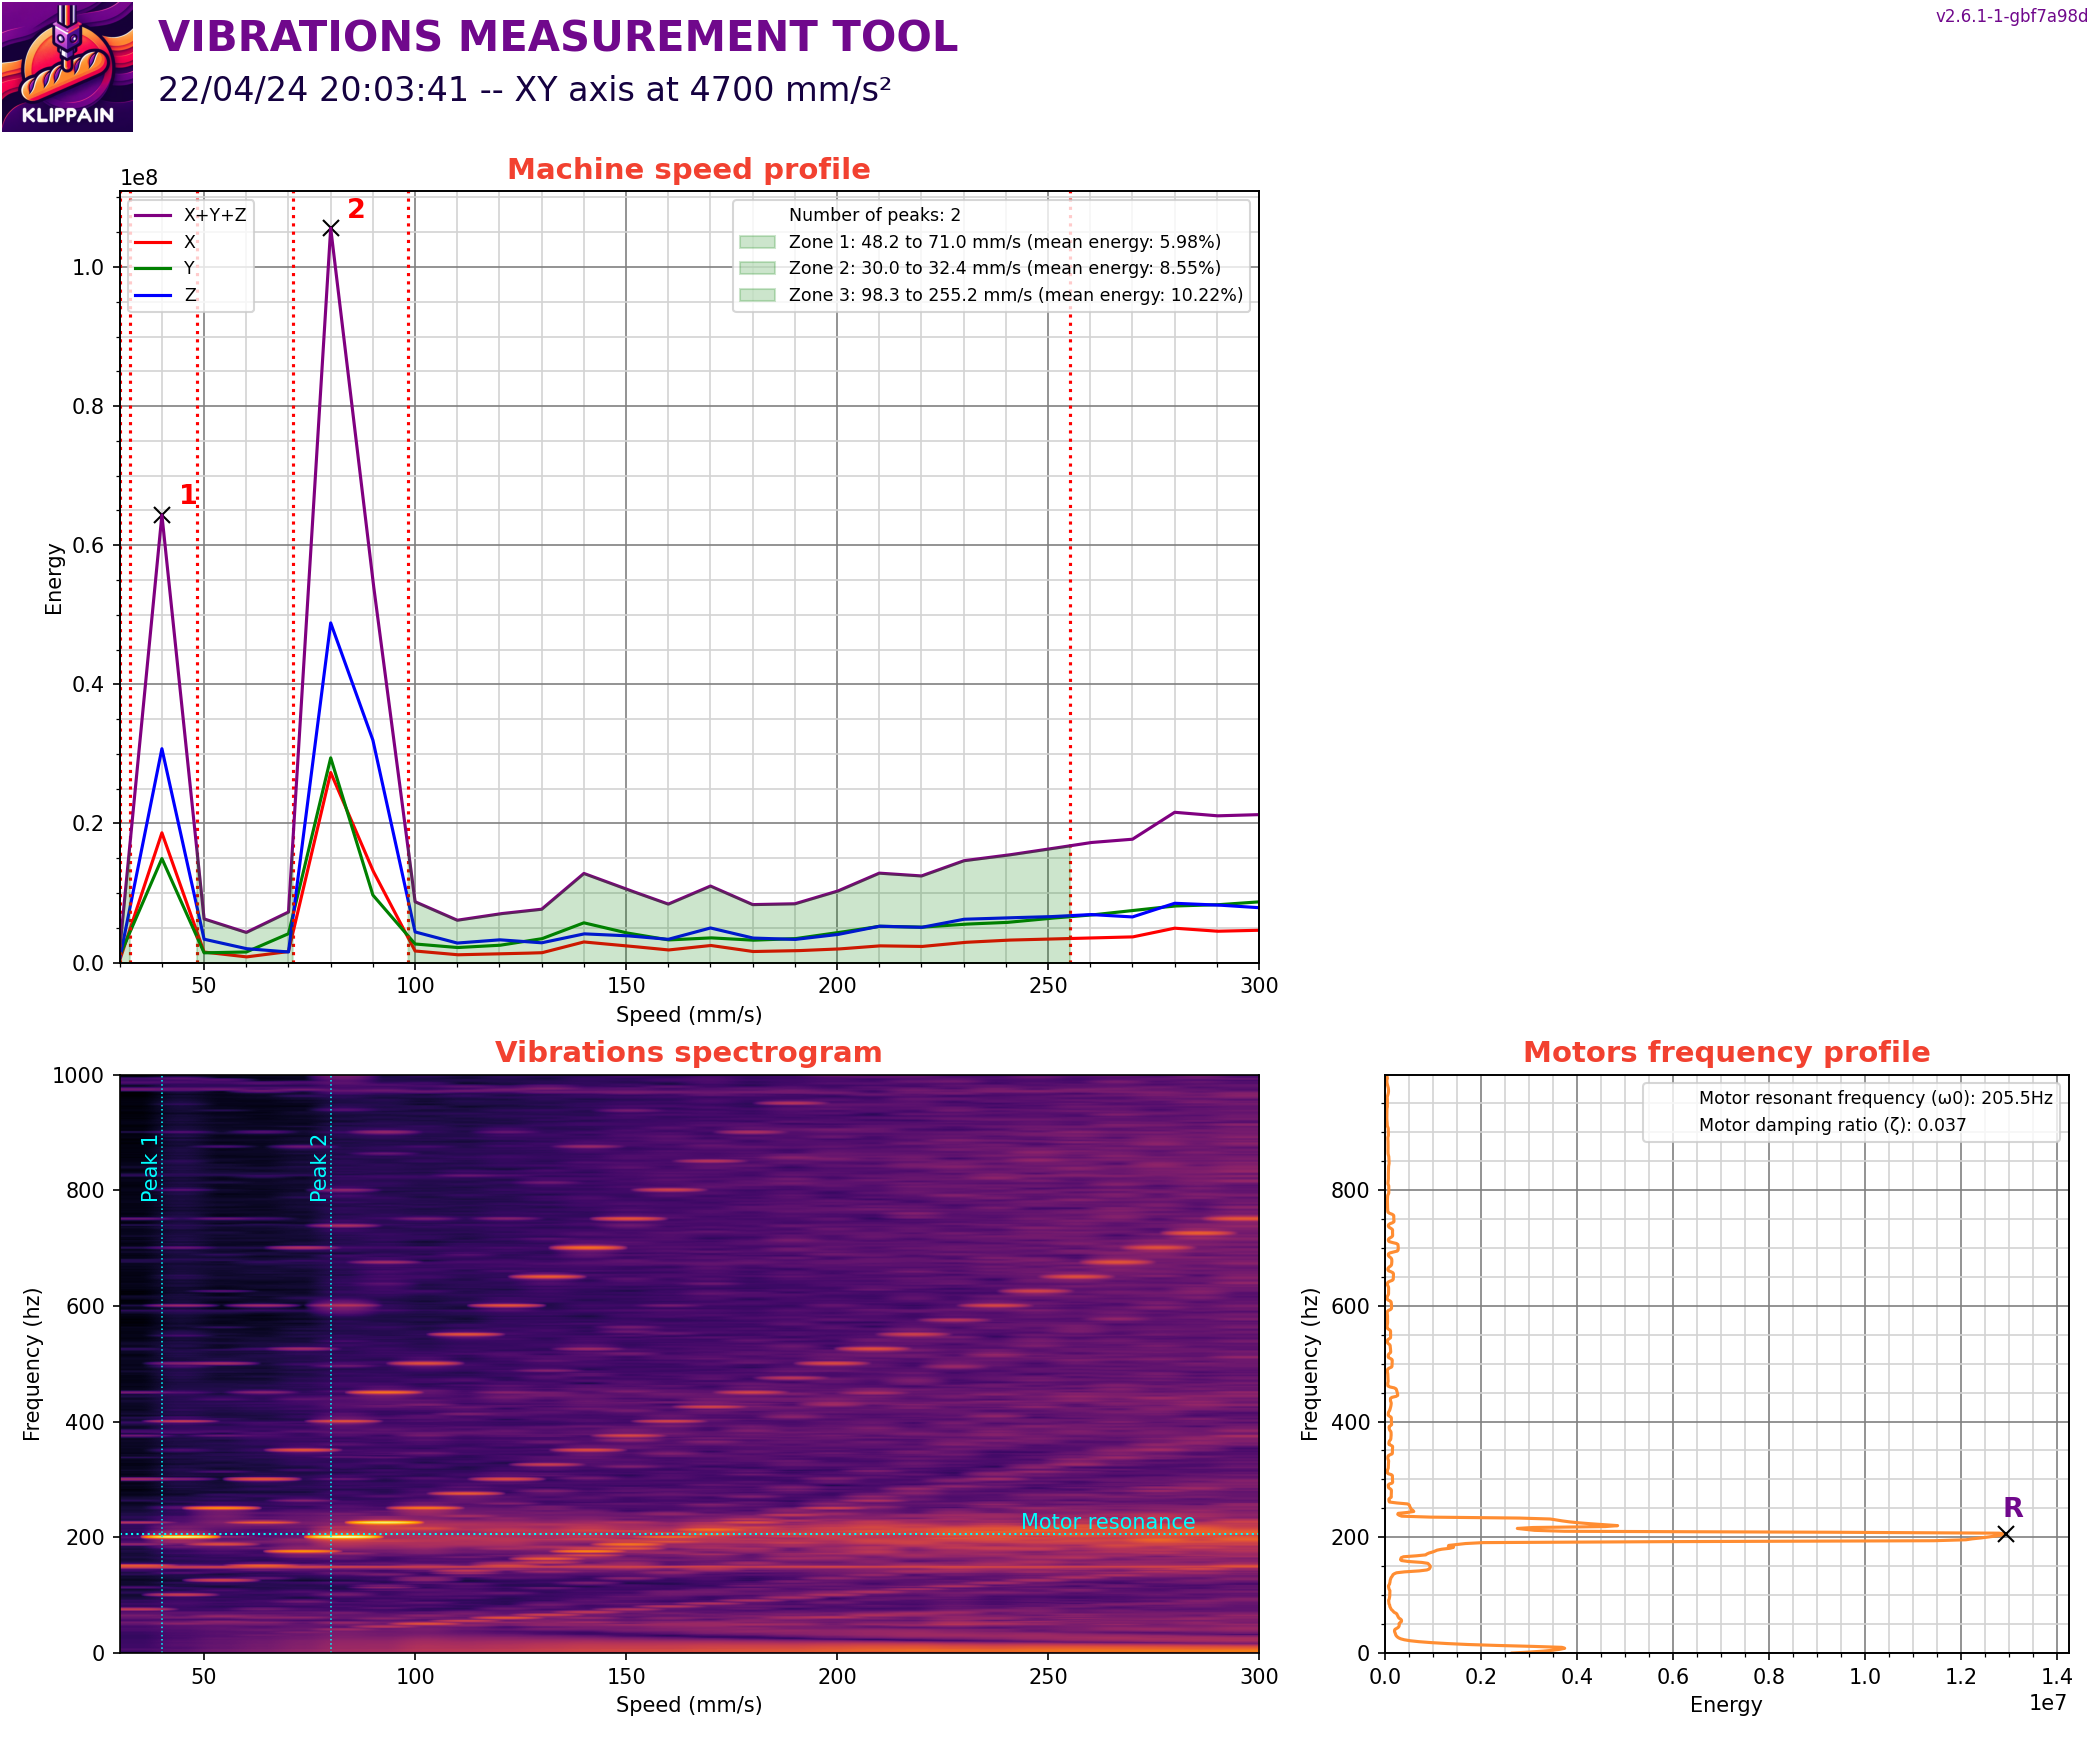 KLIPPAIN
VIBRATIONS MEASUREMENT TOOL
22/04/24 20:03:41 -- XY axis at 4700 mm/s²
v2.6.1-1-gbf7a98d
Machine speed profile
1e8
X+Y+Z
X
Y
Z
Number of peaks: 2
Zone 1: 48.2 to 71.0 mm/s (mean energy: 5.98%)
Zone 2: 30.0 to 32.4 mm/s (mean energy: 8.55%)
Zone 3: 98.3 to 255.2 mm/s (mean energy: 10.22%)
2
1
1.0
0.8
0.6
0.4
0.2
0.0
Energy
50 100 150 200 250 300
Speed (mm/s)
Vibrations spectrogram
1000
800
600
400
200
0
Frequency (hz)
Peak 1
Peak 2
Motor resonance
50 100 150 200 250 300
Speed (mm/s)
Motors frequency profile
Motor resonant frequency (ω0): 205.5Hz
Motor damping ratio (ζ): 0.037
R
800
600
400
200
0
Frequency (hz)
0.0 0.2 0.4 0.6 0.8 1.0 1.2 1.4
1e7
Energy